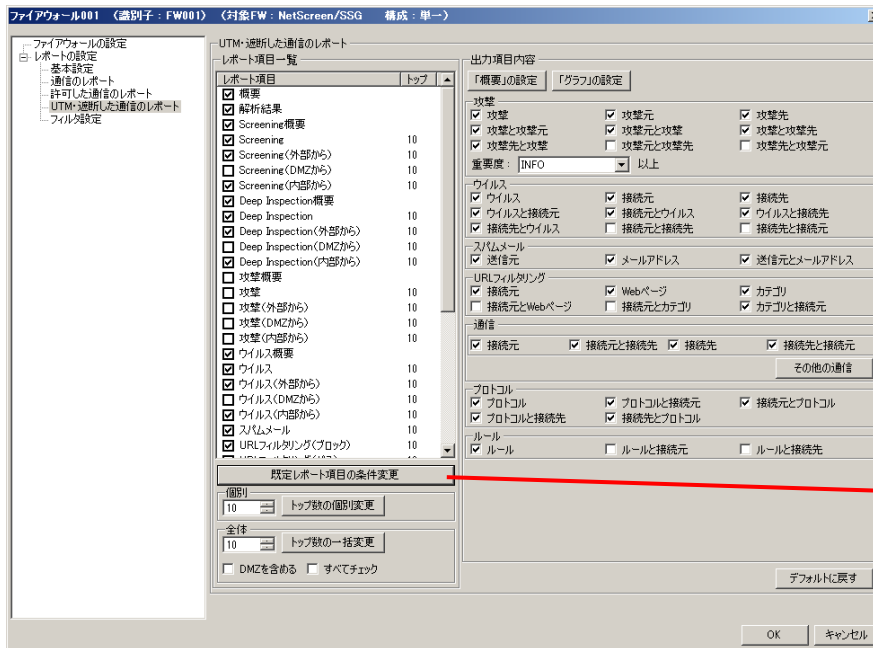 ファイアウォール001 （識別子：FW001） （対象FW：NetScreen/SSG 構成：単一）
ファイアウォールの設定
レポートの設定
基本設定
通信のレポート
許可した通信のレポート
UTM・遮断した通信のレポート
フィルタ設定
UTM・遮断した通信のレポート
レポート項目一覧
レポート項目 トップ
概要
解析結果
Screening概要
Screening 10
Screening(外部から) 10
Screening(DMZから) 10
Screening(内部から) 10
Deep Inspection概要
Deep Inspection 10
Deep Inspection(外部から) 10
Deep Inspection(DMZから) 10
Deep Inspection(内部から) 10
攻撃概要
攻撃 10
攻撃(外部から) 10
攻撃(DMZから) 10
攻撃(内部から) 10
ウイルス概要
ウイルス 10
ウイルス(外部から) 10
ウイルス(DMZから) 10
ウイルス(内部から) 10
スパムメール 10
URLフィルタリング(ブロック) 10
既定レポート項目の条件変更
個別
10 トップ数の個別変更
全体
10 トップ数の一括変更
DMZを含める すべてチェック
出力項目内容
「概要」の設定 「グラフ」の設定
攻撃
攻撃 攻撃元 攻撃先
攻撃と攻撃元 攻撃元と攻撃 攻撃と攻撃先
攻撃先と攻撃 攻撃元と攻撃先 攻撃先と攻撃元
重要度： INFO 以上
ウイルス
ウイルス 接続元 接続先
ウイルスと接続元 接続元とウイルス ウイルスと接続先
接続先とウイルス 接続元と接続先 接続先と接続元
スパムメール
送信元 メールアドレス 送信元とメールアドレス
URLフィルタリング
接続元 Webページ カテゴリ
接続元とWebページ 接続元とカテゴリ カテゴリと接続元
通信
接続元 接続元と接続先 接続先 接続先と接続元
その他の通信
プロトコル
プロトコル プロトコルと接続元 接続元とプロトコル
プロトコルと接続先 接続先とプロトコル
ルール
ルール ルールと接続元 ルールと接続先
デフォルトに戻す
OK キャンセル